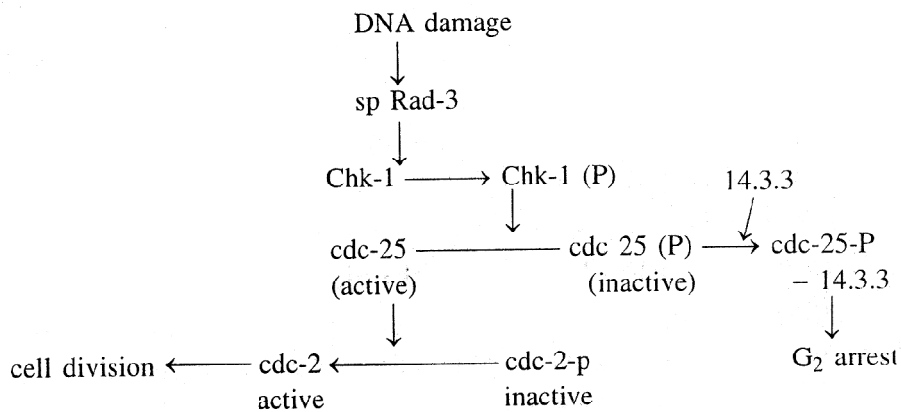 DNA damage
sp Rad-3
Chk-1 Chk-1 (P) 14.3.3
cdc-25 cdc 25 (P) cdc-25-P
(active) (inactive) – 14.3.3
cell division cdc-2 cdc-2-p G₂ arrest
active inactive